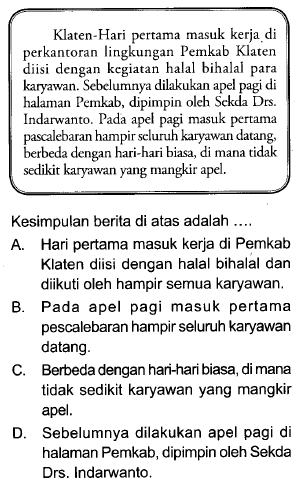 Klaten-Hari pertama masuk kerja di
perkantoran lingkungan Pemkab Klaten
diisi dengan kegiatan halal bihalal para
karyawan. Sebelumnya dilakukan apel pagi di
halaman Pemkab, dipimpin oleh Sekda Drs.
Indarwanto. Pada apel pagi masuk pertama
pascalebaran hampir seluruh karyawan datang,
berbeda dengan hari-hari biasa, di mana tidak
sedikit karyawan yang mangkir apel.
Kesimpulan berita di atas adalah ....
A. Hari pertama masuk kerja di Pemkab
Klaten diisi dengan halal bihalal dan
diikuti oleh hampir semua karyawan.
B. Pada apel pagi masuk pertama
pescalebaran hampir seluruh karyawan
datang.
C. Berbeda dengan hari-hari biasa, di mana
tidak sedikit karyawan yang mangkir
apel.
D. Sebelumnya dilakukan apel pagi di
halaman Pemkab, dipimpin oleh Sekda
Drs. Indarwanto.